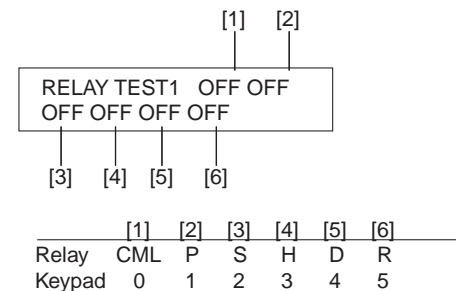 [1] [2]
RELAY TEST1 OFF OFF
OFF OFF OFF OFF
[3] [4] [5] [6]
[1] [2] [3] [4] [5] [6]
Relay CML P S H D R
Keypad 0 1 2 3 4 5